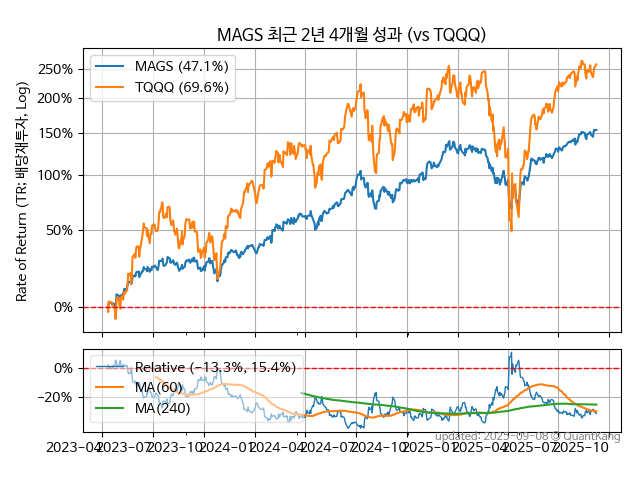 MAGS 최근 2년 4개월 성과 (vs TQQQ)
Rate of Return (TR; 배당재투자, Log)
250%
200%
150%
100%
50%
0%
MAGS (47.1%)
TQQQ (69.6%)
0%
−20%
Relative (−13.3%, 15.4%)
MA(60)
MA(240)
2023-04 2023-07 2023-10 2024-01 2024-04 2024-07 2024-10 2025-01 2025-04 2025-07 2025-10
updated: 2025-09-08 @ QuantKang